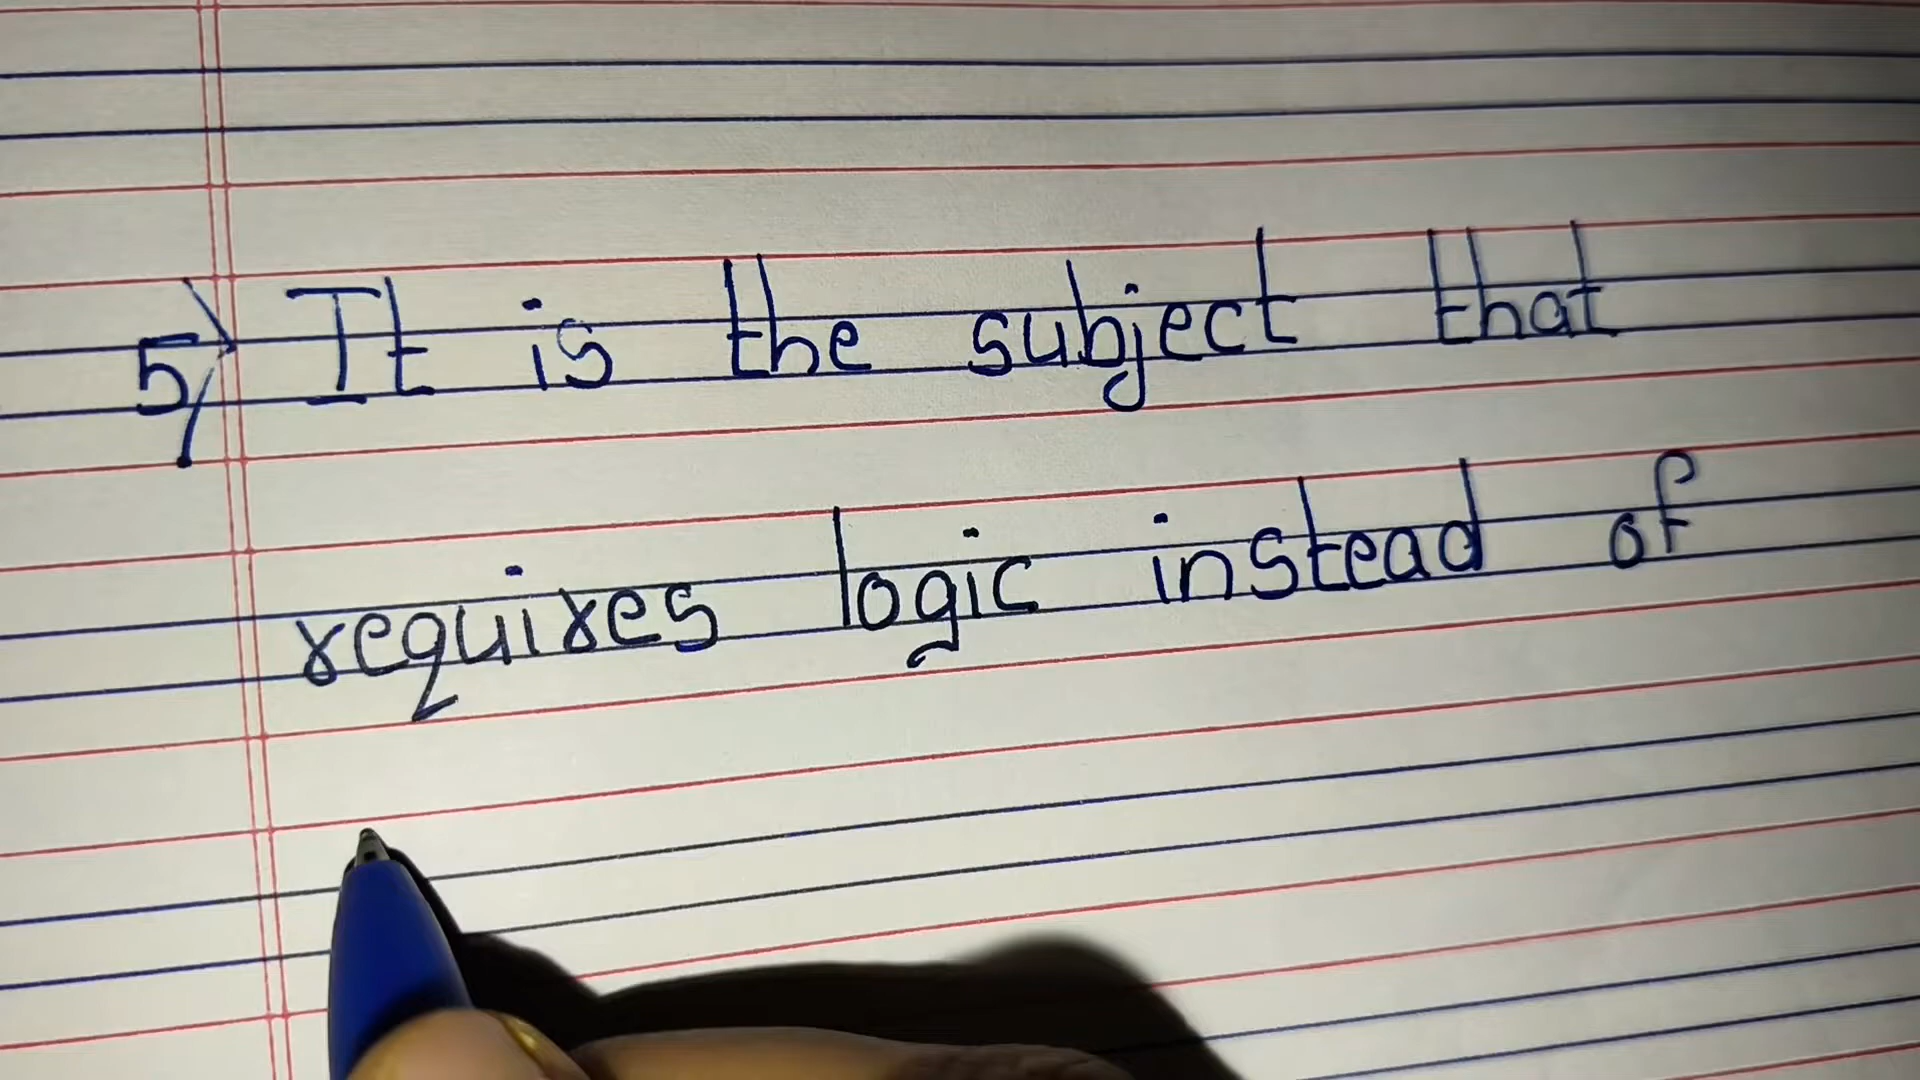 5) It is the subject that
requires logic instead of